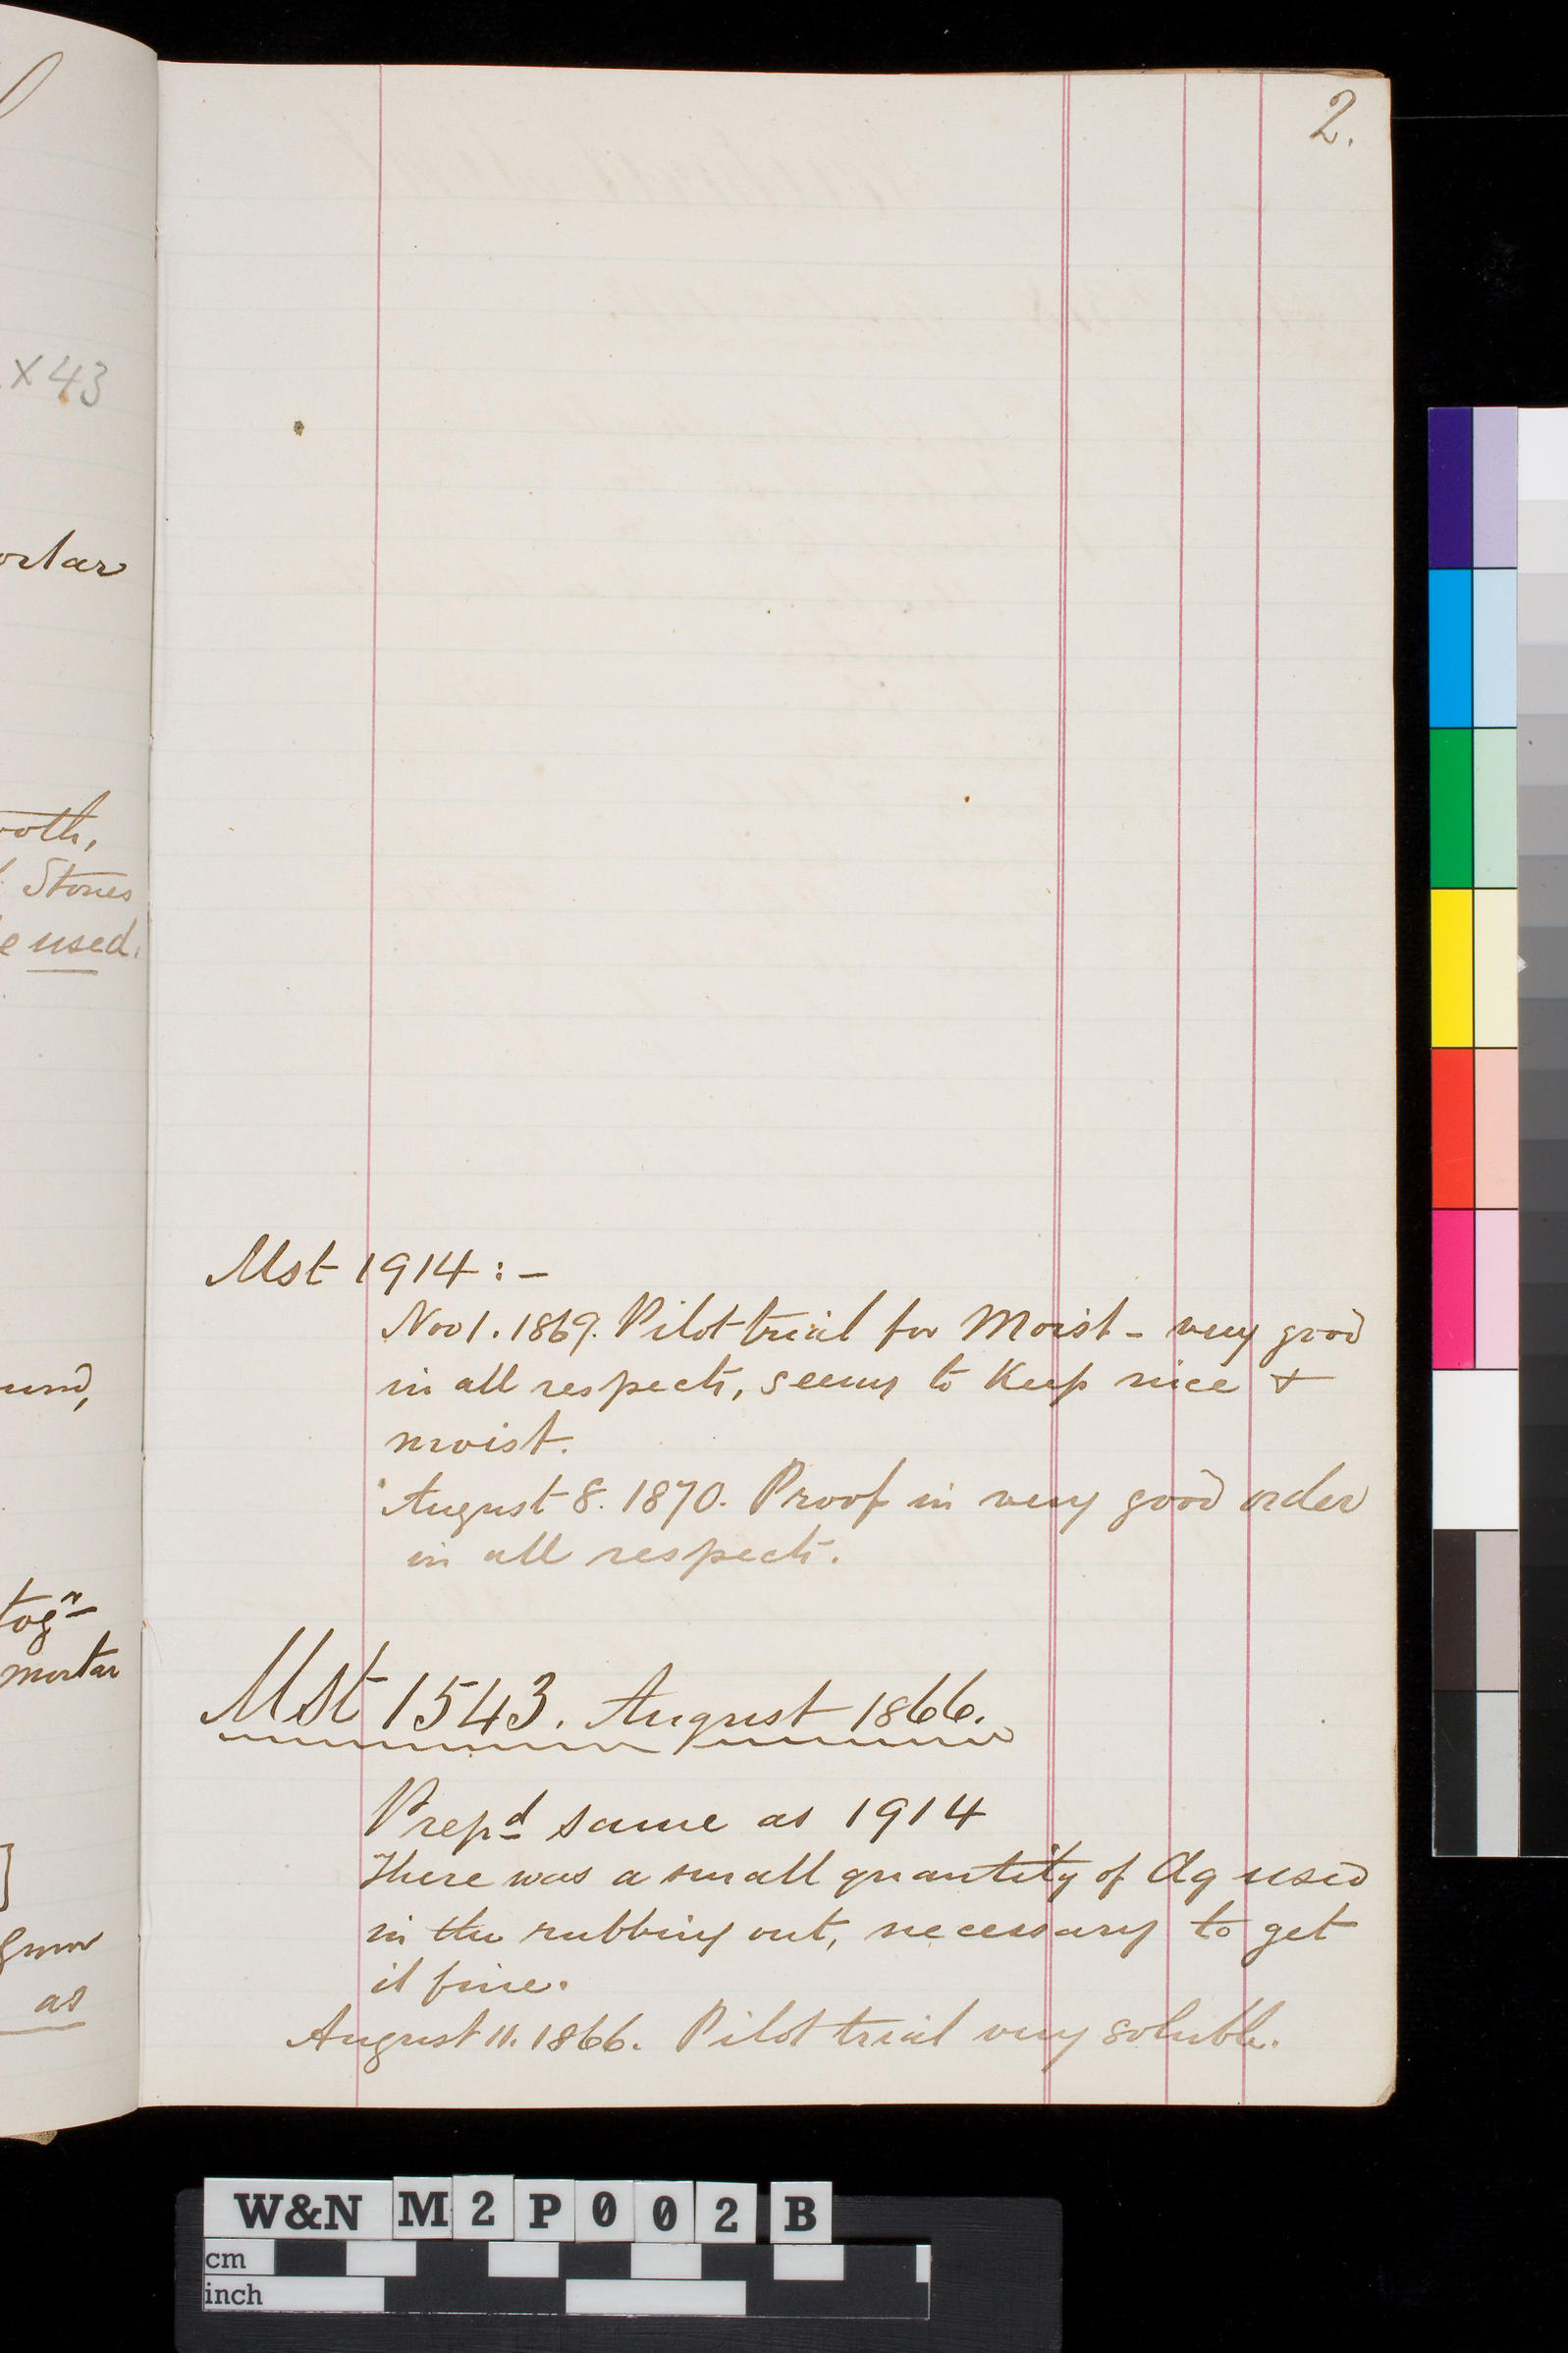 2.
x 43
ortar
ooth,
Stones
e used.
und,
tog^n
mortar
]
as
Mst 1914 :-
Nov 1. 1869. Pilot trial for Moist - very good
in all respects, seems to Keep nice &
moist.
August 8. 1870. Proof in very good order
in all respects.
Mst 1543. August 1866.
Prep^d same as 1914
There was a small quantity of Aq used
in the rubbing out, necessary to get
it fine.
August 11. 1866. Pilot trial very soluble.
W&N M2P002B
cm
inch